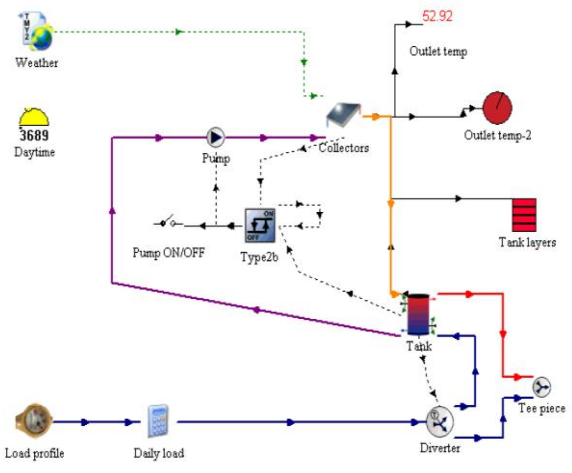 52.92
Outlet temp
Weather
3689
Daytime
Outlet temp-2
Collectors
Pump
ON
OFF
Type2b
Pump ON/OFF
Tank layers
Tank
Tee piece
Load profile
Daily load
Diverter